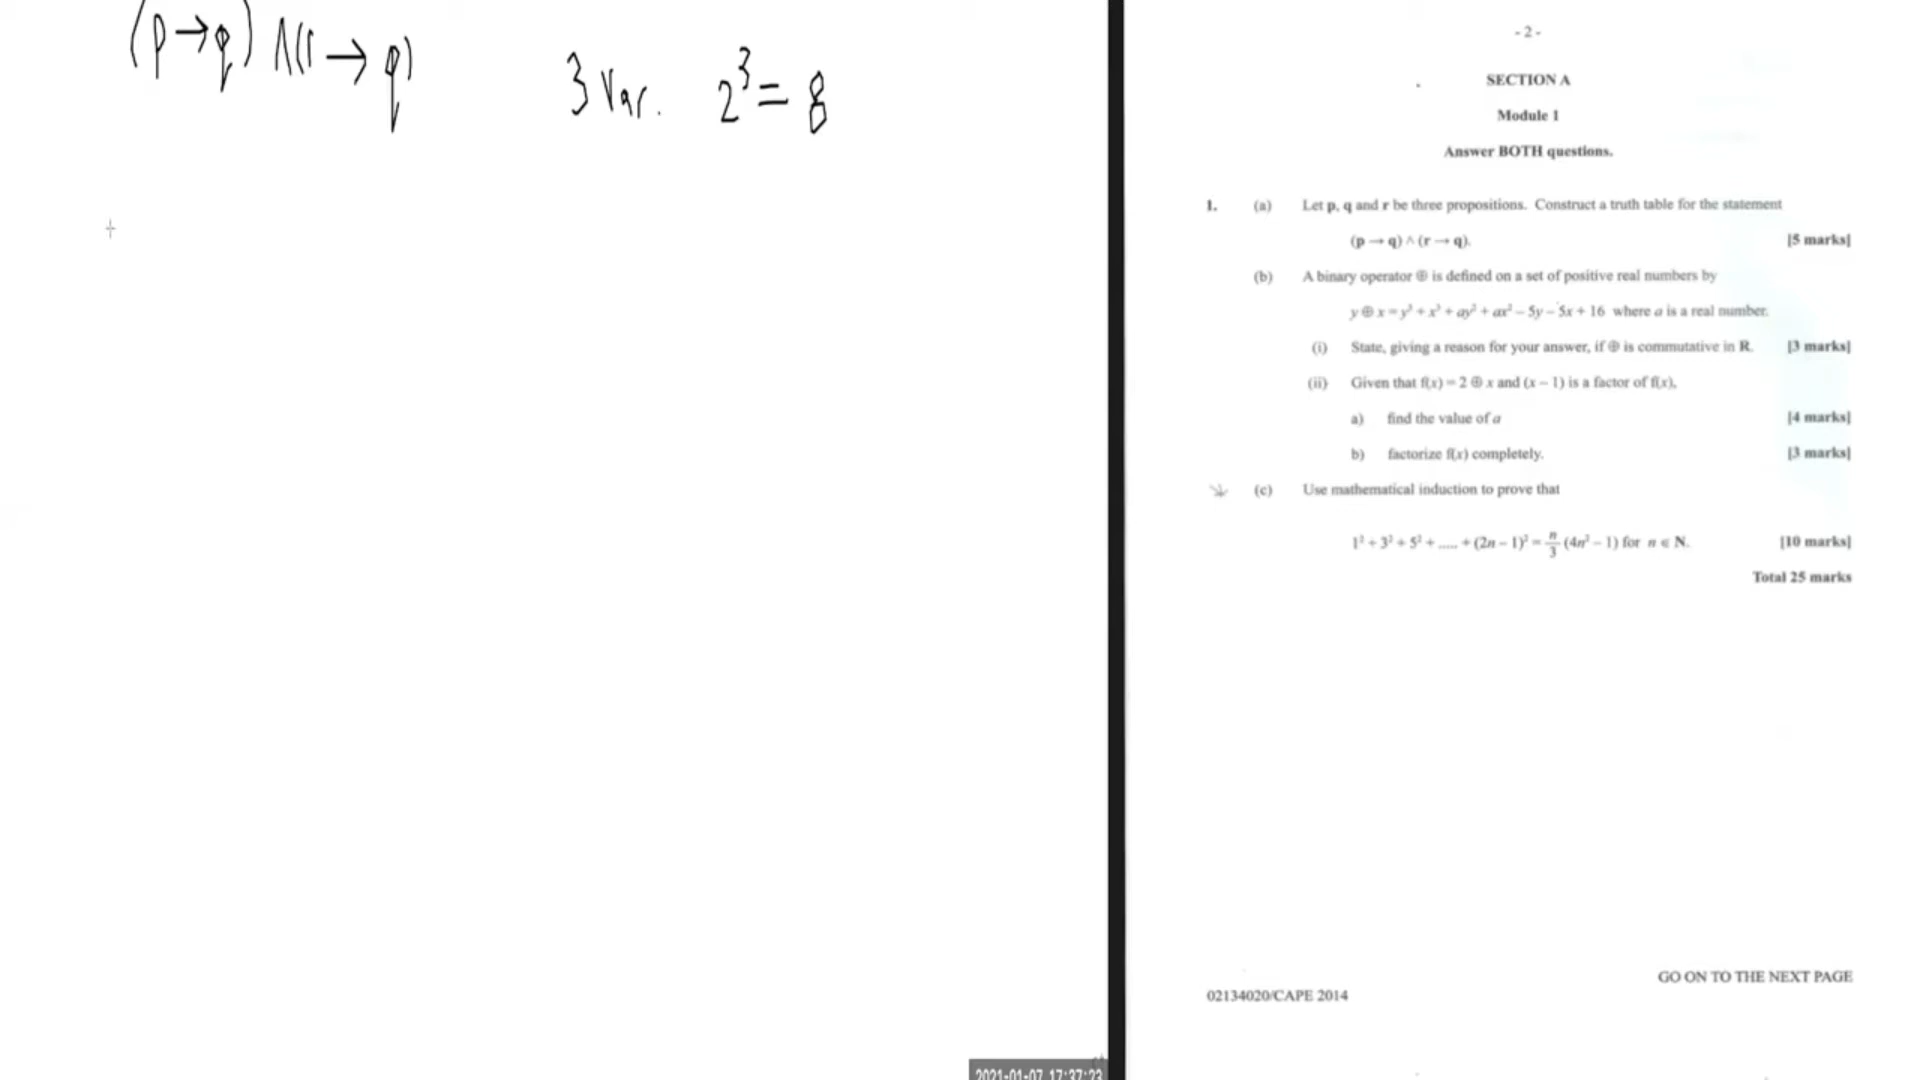 (p→q) ∧(r → q)
3 Var. 2³ = 8
- 2 -
SECTION A
Module 1
Answer BOTH questions.
1. (a) Let p, q and r be three propositions. Construct a truth table for the statement
(p → q) ∧ (r → q). [5 marks]
(b) A binary operator ⊕ is defined on a set of positive real numbers by
y ⊕ x = y³ + x³ + ay² + ax² – 5y – 5x + 16 where a is a real number.
(i) State, giving a reason for your answer, if ⊕ is commutative in R. [3 marks]
(ii) Given that f(x) = 2 ⊕ x and (x – 1) is a factor of f(x),
a) find the value of a [4 marks]
b) factorize f(x) completely. [3 marks]
(c) Use mathematical induction to prove that
1² + 3² + 5² + ..... + (2n – 1)² = n/3 (4n² – 1) for n ∈ N. [10 marks]
Total 25 marks
GO ON TO THE NEXT PAGE
02134020/CAPE 2014
2021-01-07 17:37:23